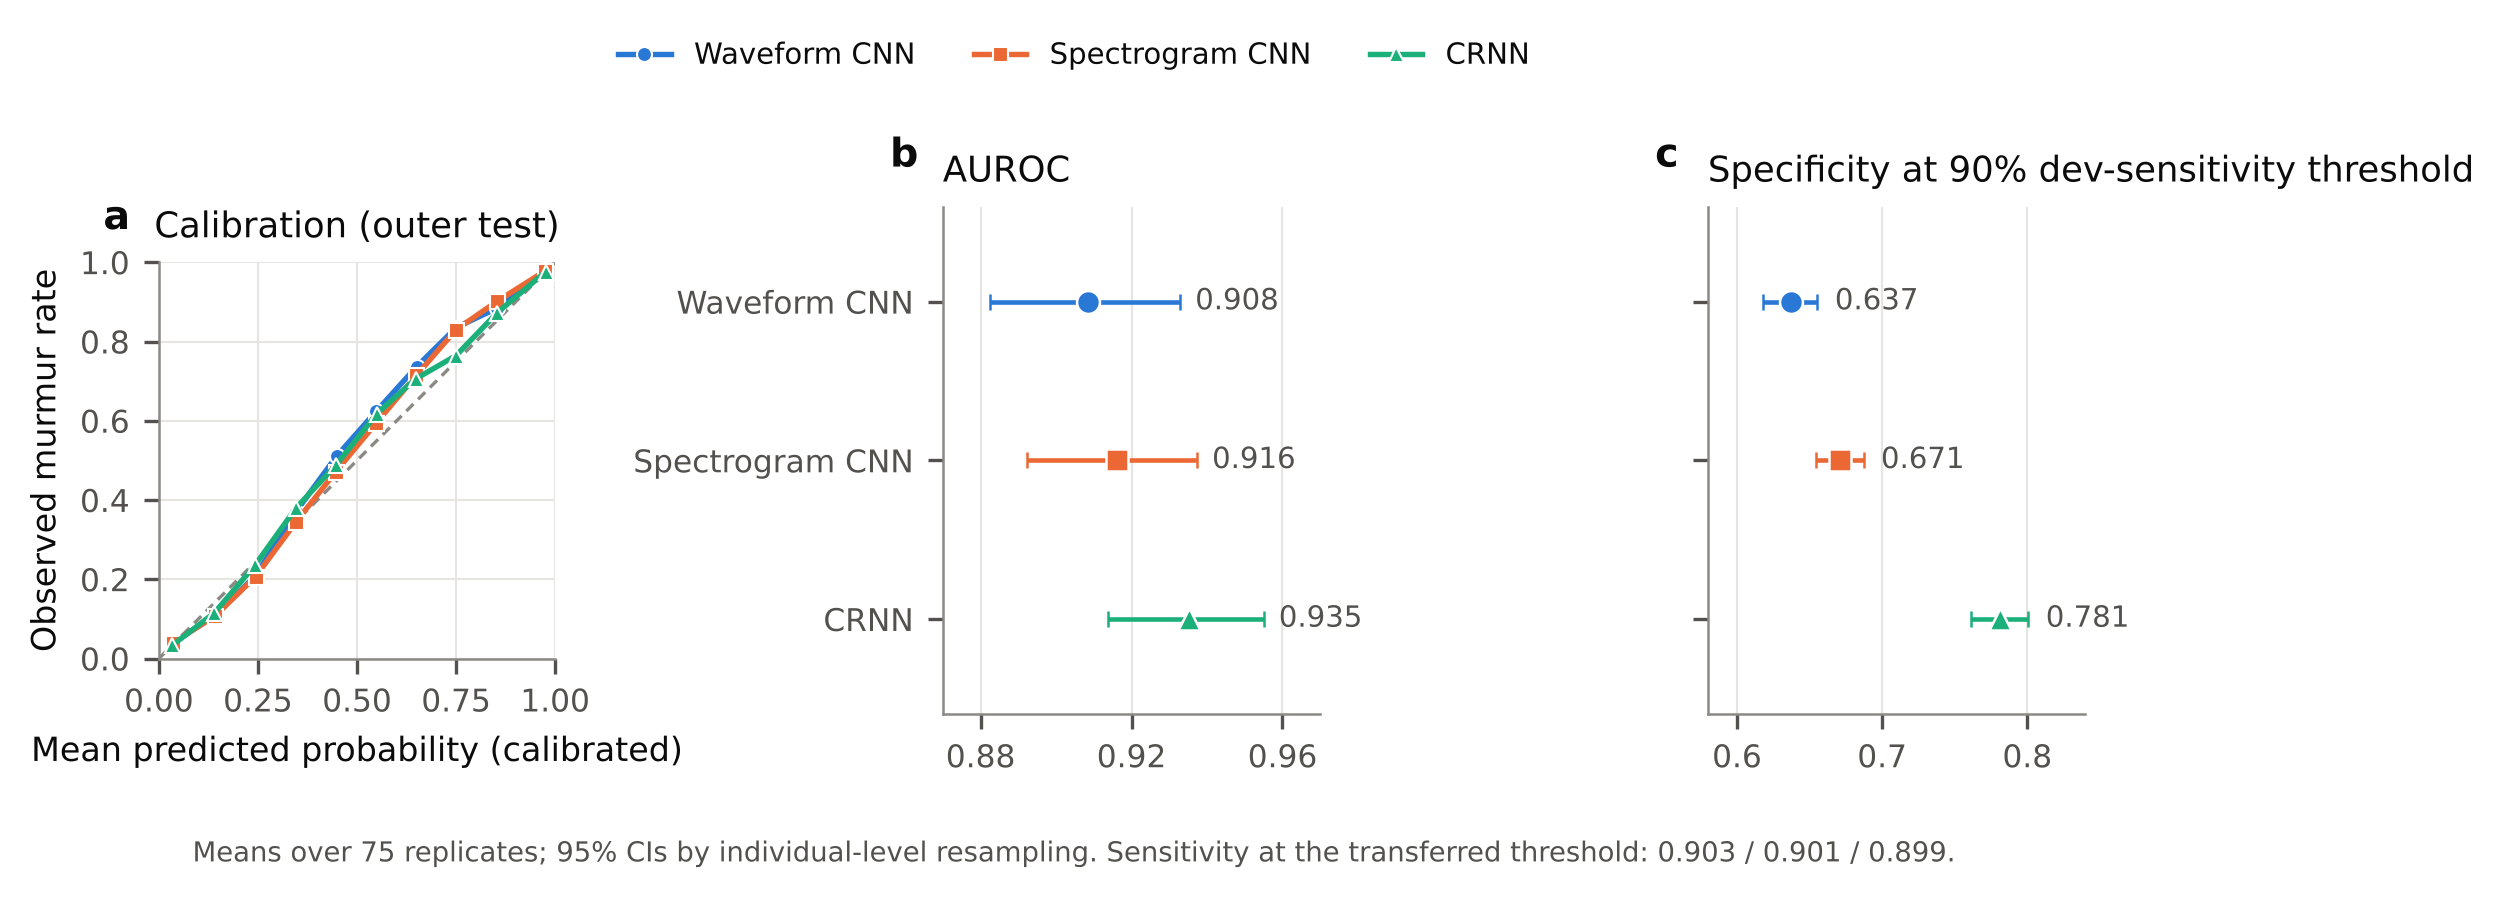 Waveform CNN
Spectrogram CNN
CRNN
a
Calibration (outer test)
Observed murmur rate
1.0
0.8
0.6
0.4
0.2
0.0
0.00
0.25
0.50
0.75
1.00
Mean predicted probability (calibrated)
b
AUROC
Waveform CNN
0.908
Spectrogram CNN
0.916
CRNN
0.935
0.88
0.92
0.96
c
Specificity at 90% dev-sensitivity threshold
0.637
0.671
0.781
0.6
0.7
0.8
Means over 75 replicates; 95% CIs by individual-level resampling. Sensitivity at the transferred threshold: 0.903 / 0.901 / 0.899.